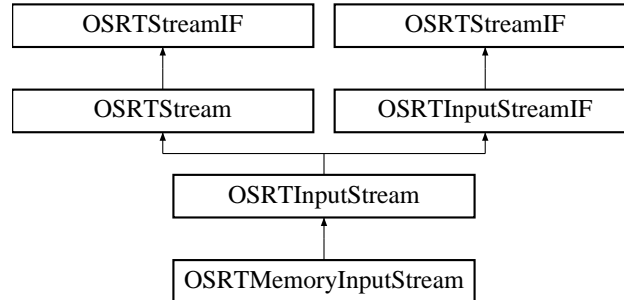 OSRTStreamIF
OSRTStreamIF
OSRTStream
OSRTInputStreamIF
OSRTInputStream
OSRTMemoryInputStream